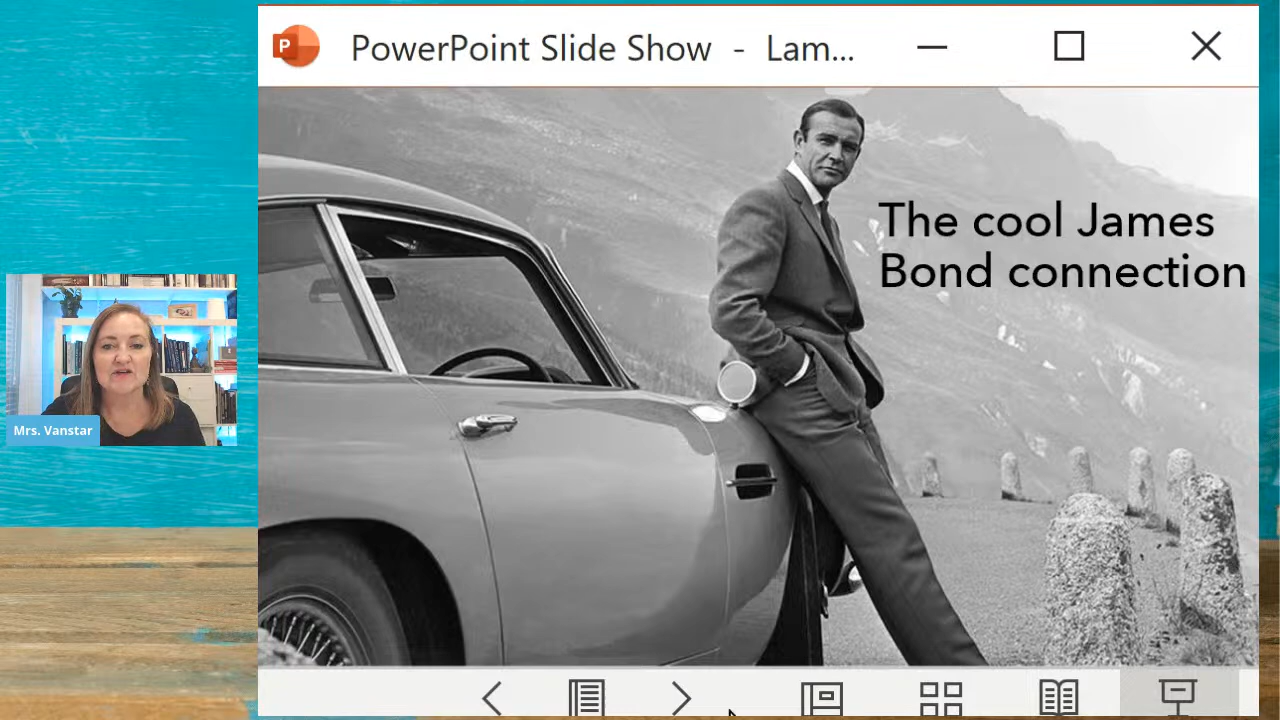 P PowerPoint Slide Show - Lam...
The cool James
Bond connection
Mrs. Vanstar